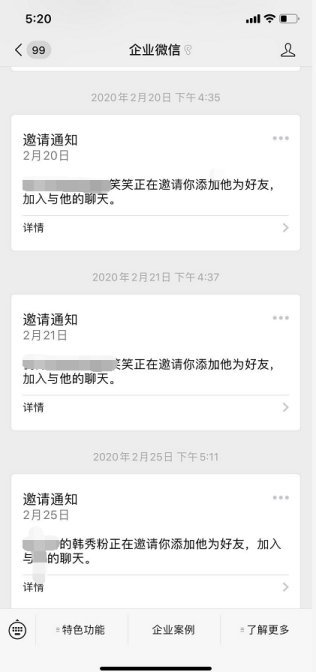 5:20
99
企业微信
2020年2月20日 下午4:35
邀请通知
2月20日
笑笑正在邀请你添加他为好友，
加入与他的聊天。
详情
2020年2月21日 下午4:37
邀请通知
2月21日
笑笑正在邀请你添加他为好友，
加入与他的聊天。
详情
2020年2月25日 下午5:11
邀请通知
2月25日
的韩秀粉正在邀请你添加他为好友，加入
与 的聊天。
详情
特色功能 企业案例 了解更多